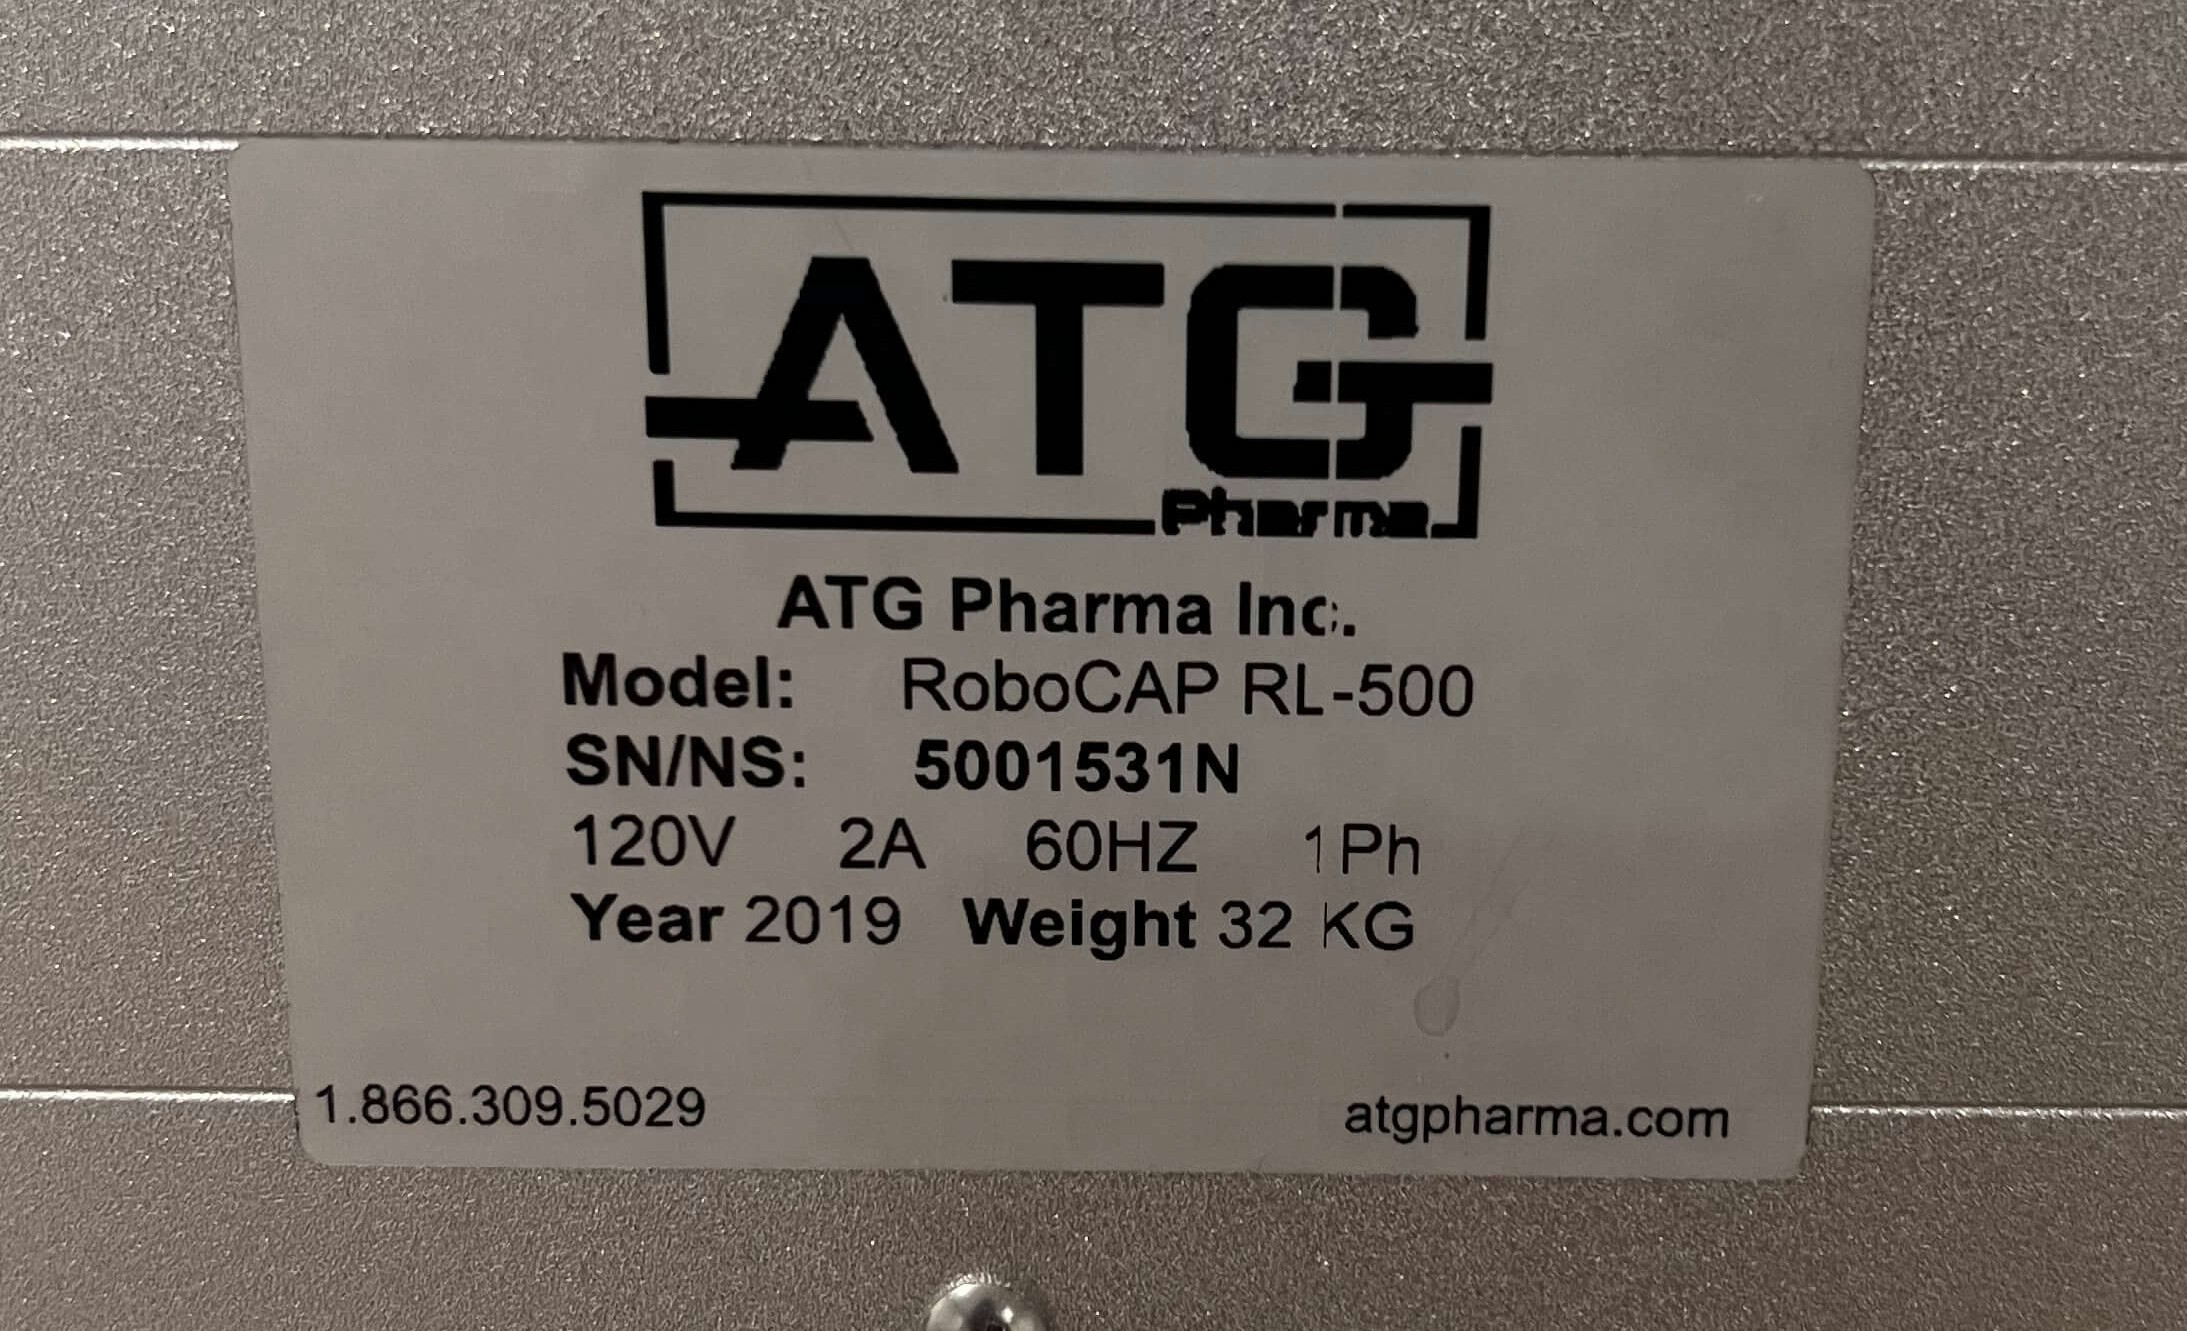 ATG
Pharma
ATG Pharma Inc.
Model: RoboCAP RL-500
SN/NS: 5001531N
120V 2A 60HZ 1Ph
Year 2019 Weight 32 KG
1.866.309.5029 atgpharma.com